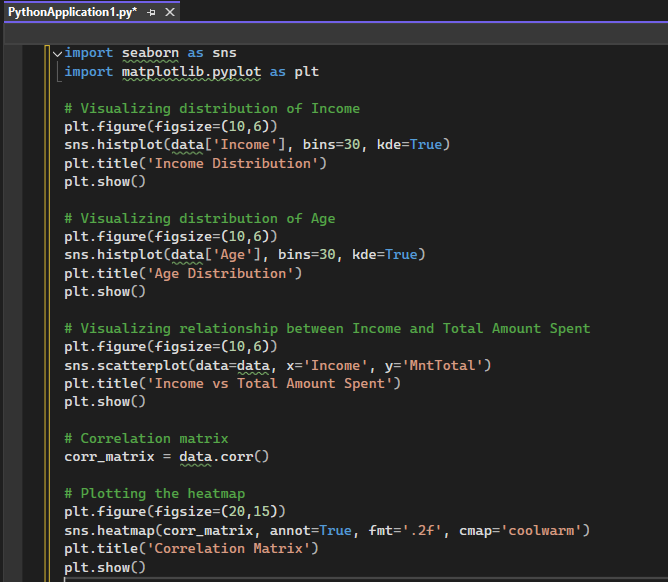 PythonApplication1.py*
import seaborn as sns
import matplotlib.pyplot as plt
# Visualizing distribution of Income
plt.figure(figsize=(10,6))
sns.histplot(data['Income'], bins=30, kde=True)
plt.title('Income Distribution')
plt.show()
# Visualizing distribution of Age
plt.figure(figsize=(10,6))
sns.histplot(data['Age'], bins=30, kde=True)
plt.title('Age Distribution')
plt.show()
# Visualizing relationship between Income and Total Amount Spent
plt.figure(figsize=(10,6))
sns.scatterplot(data=data, x='Income', y='MntTotal')
plt.title('Income vs Total Amount Spent')
plt.show()
# Correlation matrix
corr_matrix = data.corr()
# Plotting the heatmap
plt.figure(figsize=(20,15))
sns.heatmap(corr_matrix, annot=True, fmt='.2f', cmap='coolwarm')
plt.title('Correlation Matrix')
plt.show()